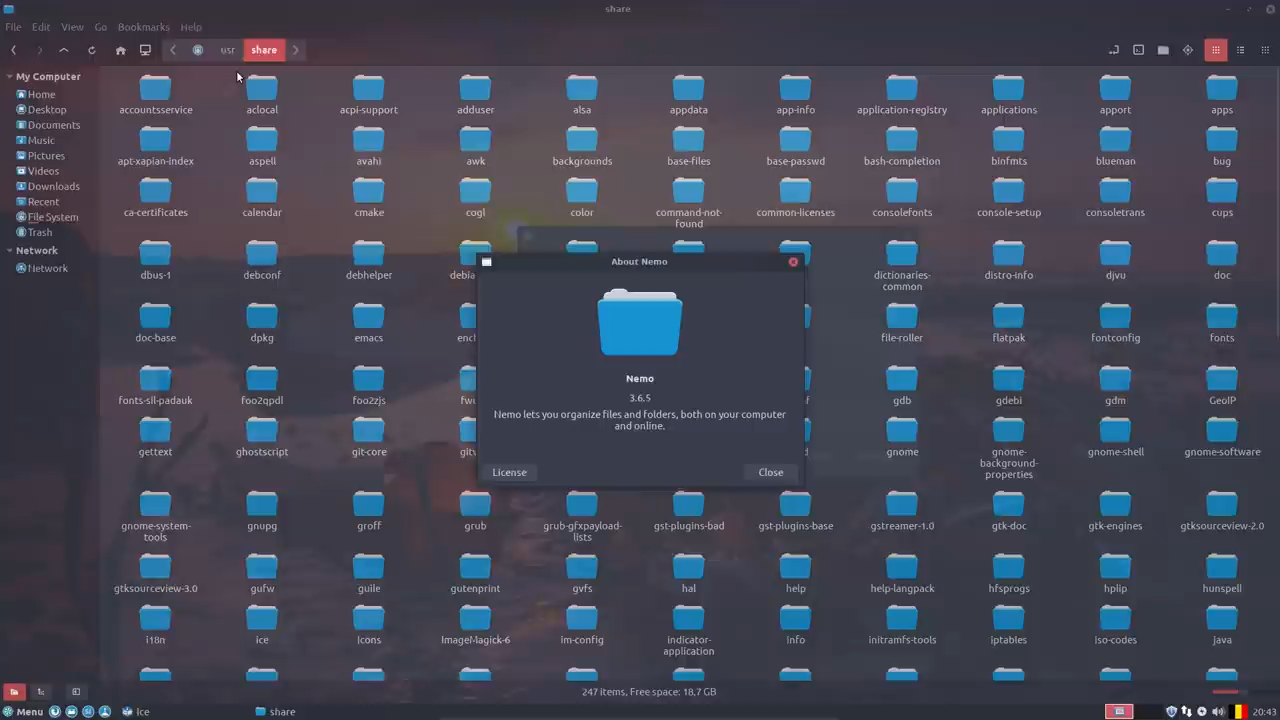 share
File Edit View Go Bookmarks Help
usr share
My Computer
Home
Desktop
Documents
Music
Pictures
Videos
Downloads
Recent
File System
Trash
Network
Network
accountsservice aclocal acpi-support adduser alsa appdata app-info application-registry applications apport apps
apt-xapian-index aspell avahi awk backgrounds base-files base-passwd bash-completion binfmts blueman bug
ca-certificates calendar cmake cogl color command-not-found common-licenses consolefonts console-setup consoletrans cups
dbus-1 debconf debhelper dictionaries-common distro-info djvu doc
doc-base dpkg emacs file-roller flatpak fontconfig fonts
fonts-sil-padauk foo2qpdl foo2zjs gdb gdebi gdm GeoIP
gettext ghostscript git-core gnome gnome-background-properties gnome-shell gnome-software
gnome-system-tools gnupg groff grub grub-gfxpayload-lists gst-plugins-bad gst-plugins-base gstreamer-1.0 gtk-doc gtk-engines gtksourceview-2.0
gtksourceview-3.0 gufw guile gutenprint gvfs hal help help-langpack hfsprogs hplip hunspell
i18n ice icons ImageMagick-6 im-config indicator-application info initramfs-tools iptables iso-codes java
About Nemo
Nemo
3.6.5
Nemo lets you organize files and folders, both on your computer
and online.
License Close
247 items, Free space: 18,7 GB
Menu Ice share 20:43